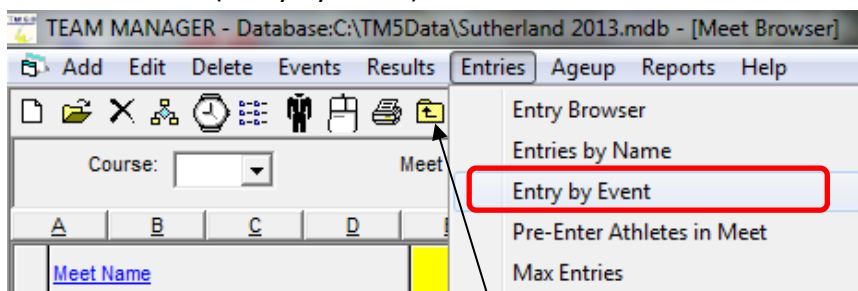 TEAM MANAGER - Database:C:\TM5Data\Sutherland 2013.mdb - [Meet Browser]
Add Edit Delete Events Results Entries Ageup Reports Help
Entry Browser
Entries by Name
Course: Meet
Entry by Event
A B C D
Pre-Enter Athletes in Meet
Meet Name
Max Entries